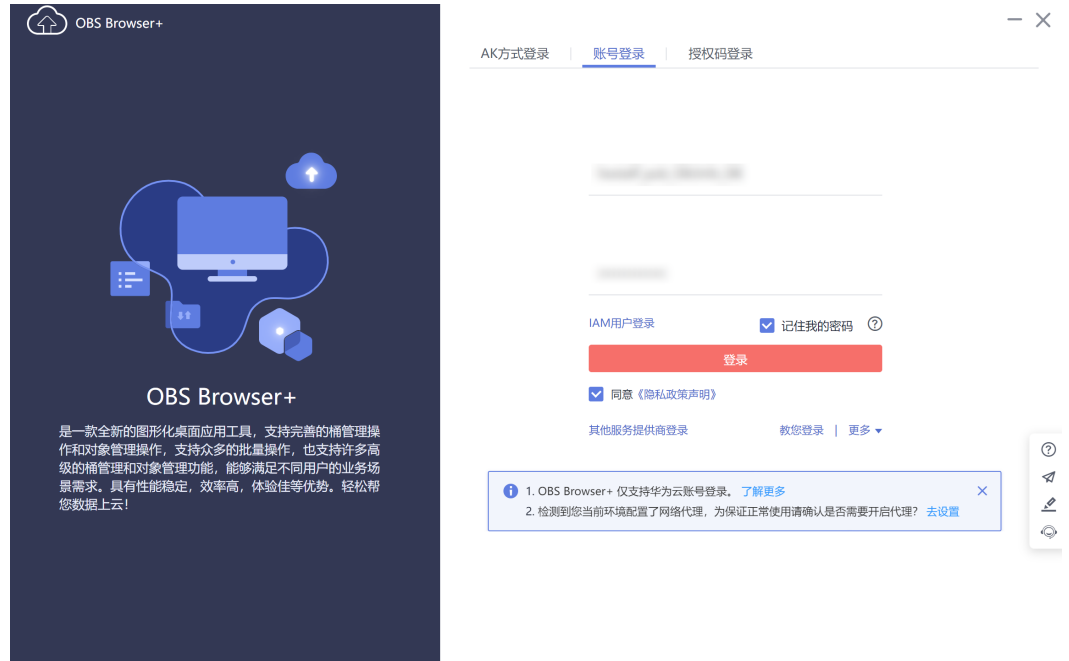 OBS Browser+
AK方式登录
账号登录
授权码登录
IAM用户登录
记住我的密码
登录
同意《隐私政策声明》
其他服务提供商登录
教您登录 | 更多
OBS Browser+
是一款全新的图形化桌面应用工具，支持完善的桶管理操
作和对象管理操作，支持众多的批量操作，也支持许多高
级的桶管理和对象管理功能，能够满足不同用户的业务场
景需求。具有性能稳定，效率高，体验佳等优势。轻松帮
您数据上云！
1. OBS Browser+ 仅支持华为云账号登录。 了解更多
2. 检测到您当前环境配置了网络代理，为保证正常使用请确认是否需要开启代理？ 去设置